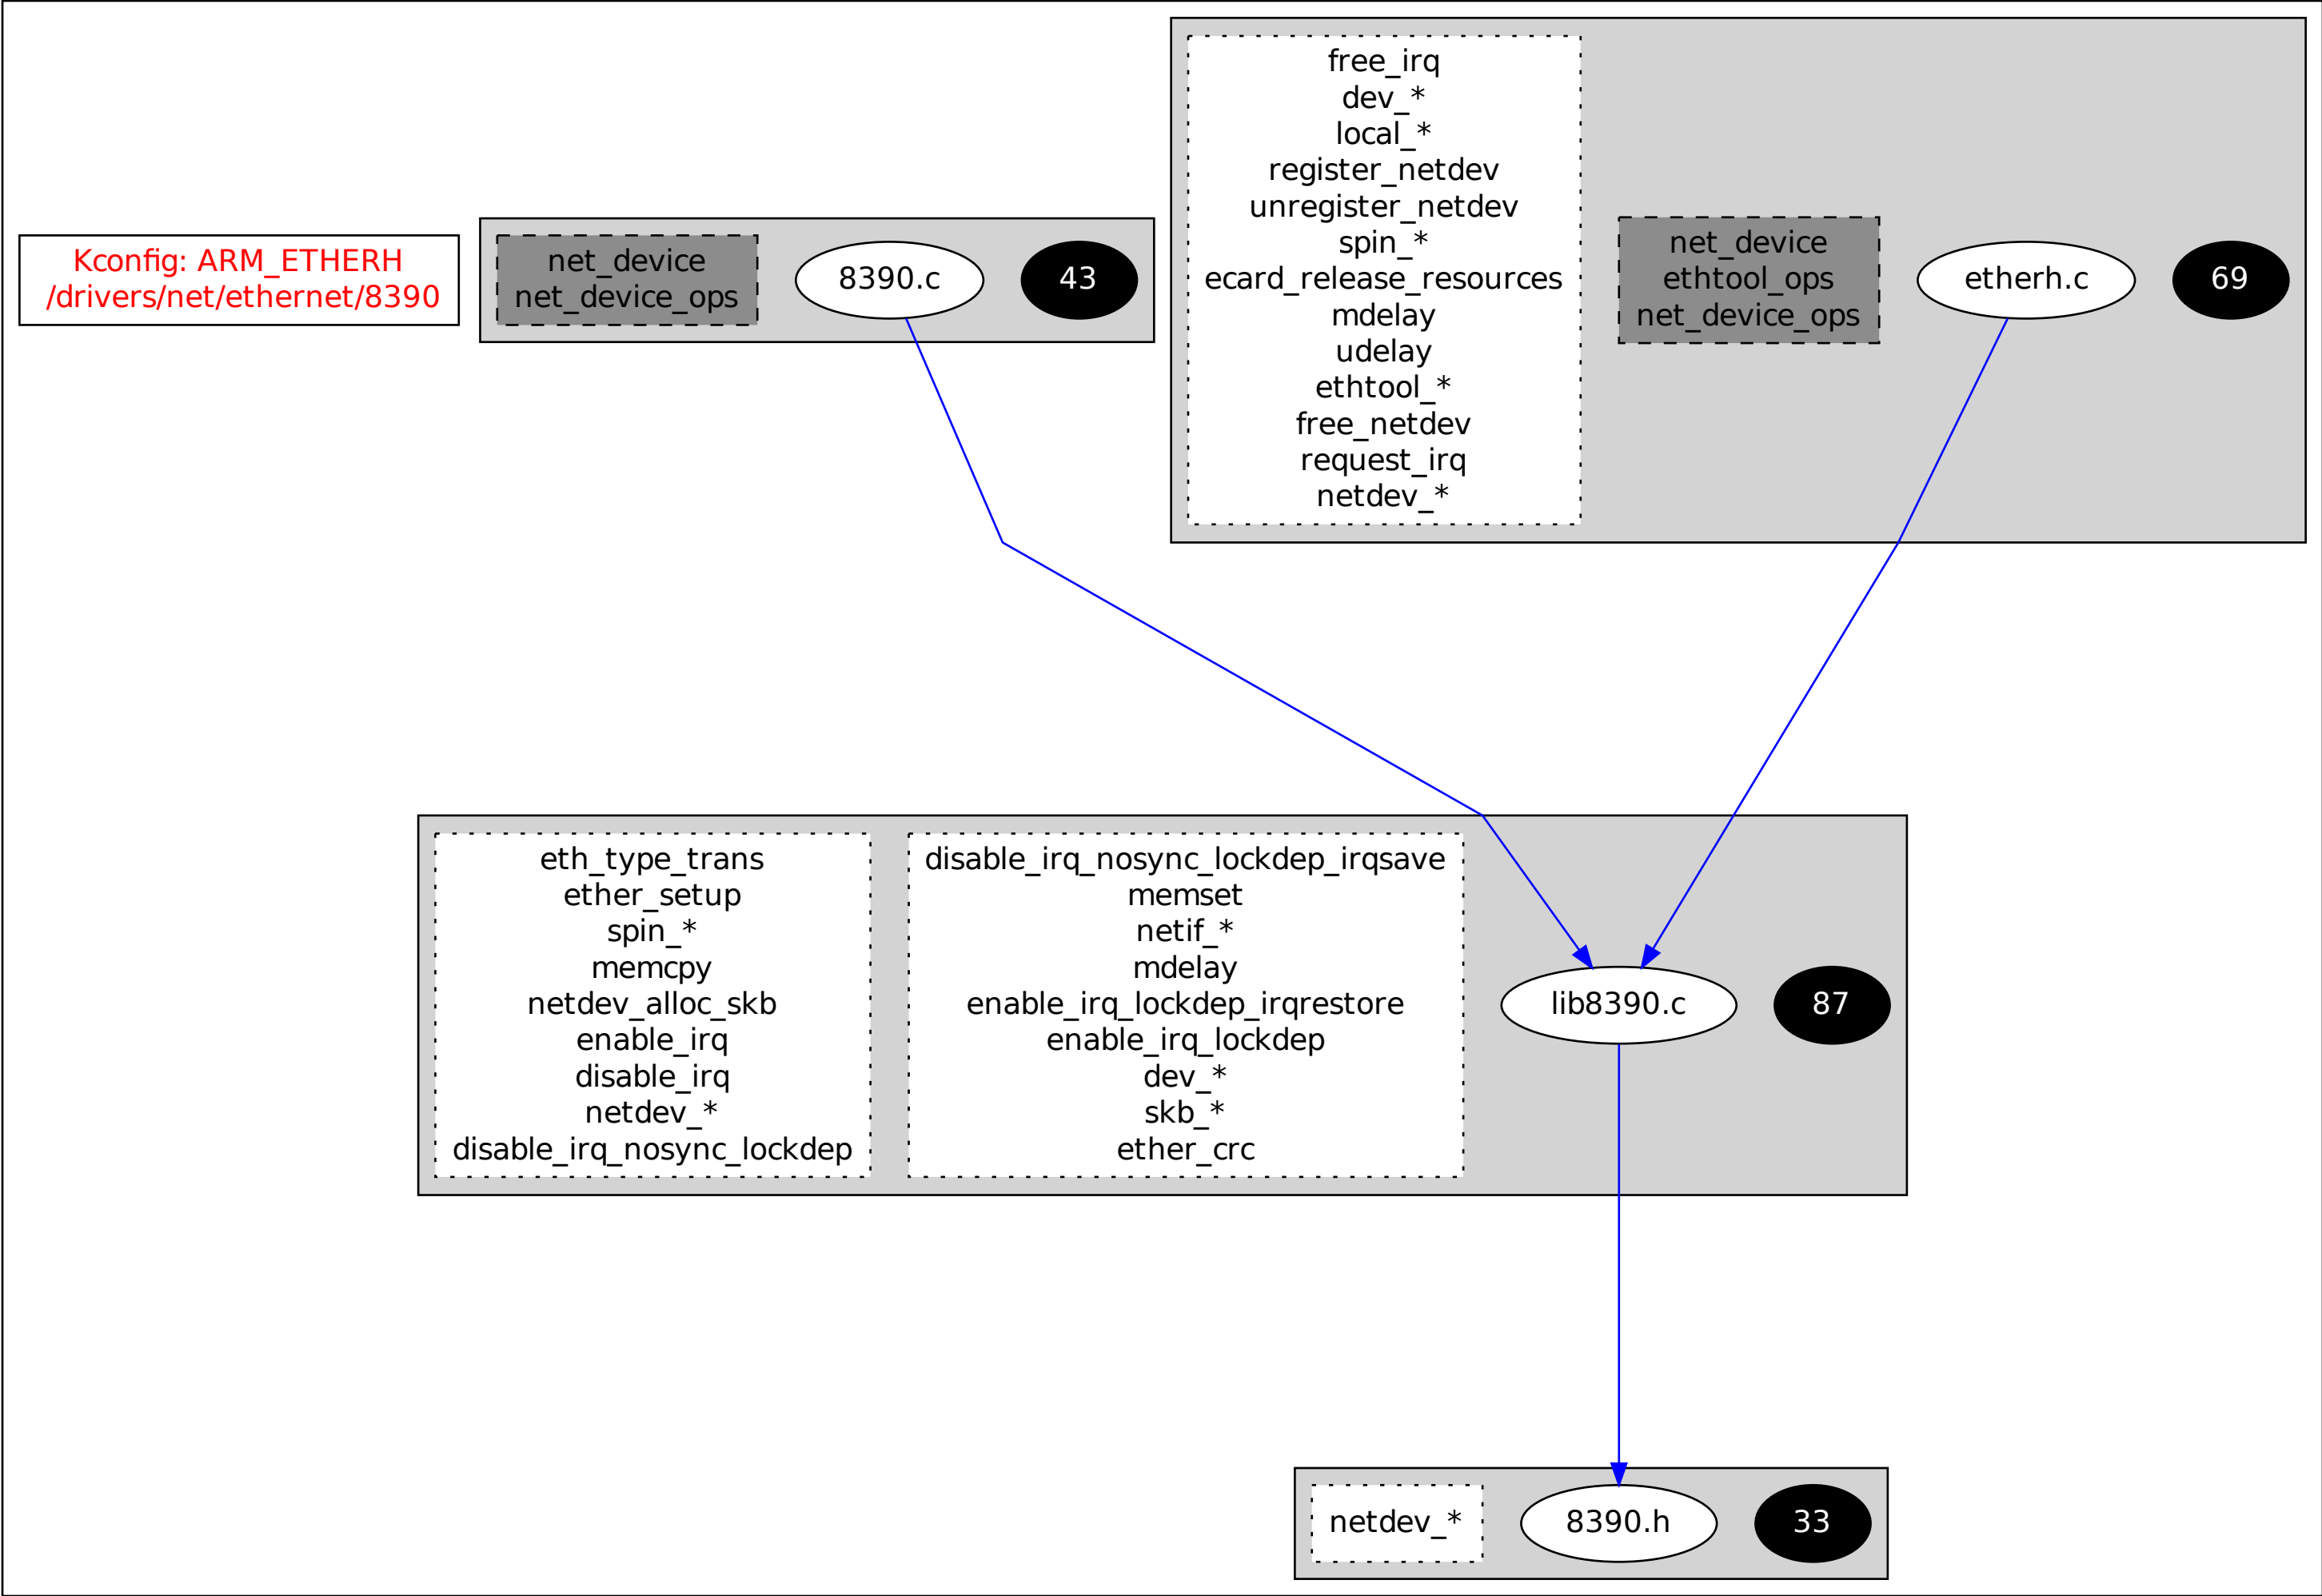 Kconfig: ARM_ETHERH
/drivers/net/ethernet/8390
net_device
net_device_ops
8390.c
43
free_irq
dev_*
local_*
register_netdev
unregister_netdev
spin_*
ecard_release_resources
mdelay
udelay
ethtool_*
free_netdev
request_irq
netdev_*
net_device
ethtool_ops
net_device_ops
etherh.c
69
eth_type_trans
ether_setup
spin_*
memcpy
netdev_alloc_skb
enable_irq
disable_irq
netdev_*
disable_irq_nosync_lockdep
disable_irq_nosync_lockdep_irqsave
memset
netif_*
mdelay
enable_irq_lockdep_irqrestore
enable_irq_lockdep
dev_*
skb_*
ether_crc
lib8390.c
87
netdev_*
8390.h
33